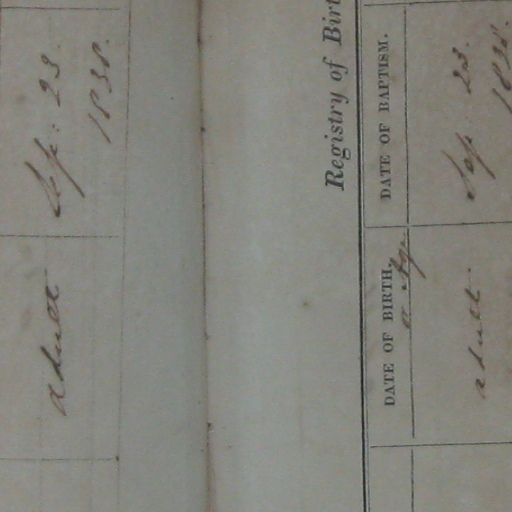 adult Sep: 23.
1838.
Registry of Birt
DATE OF BIRTH. DATE OF BAPTISM.
or Age
adult Sep. 23.
1838.